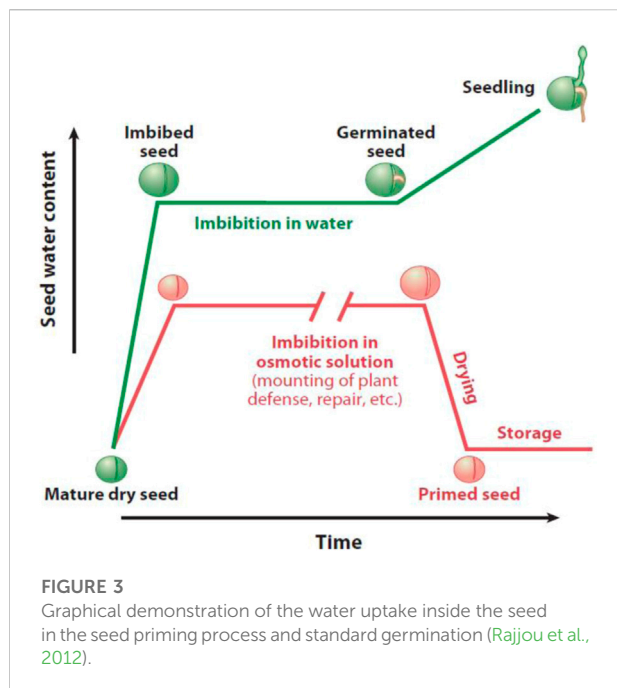 Seedling
Imbibed
seed
Germinated
seed
Seed water content
Imbibition in water
Imbibition in
osmotic solution
(mounting of plant
defense, repair, etc.)
Drying
Storage
Mature dry seed
Primed seed
Time
FIGURE 3
Graphical demonstration of the water uptake inside the seed
in the seed priming process and standard germination (Rajjou et al.,
2012).